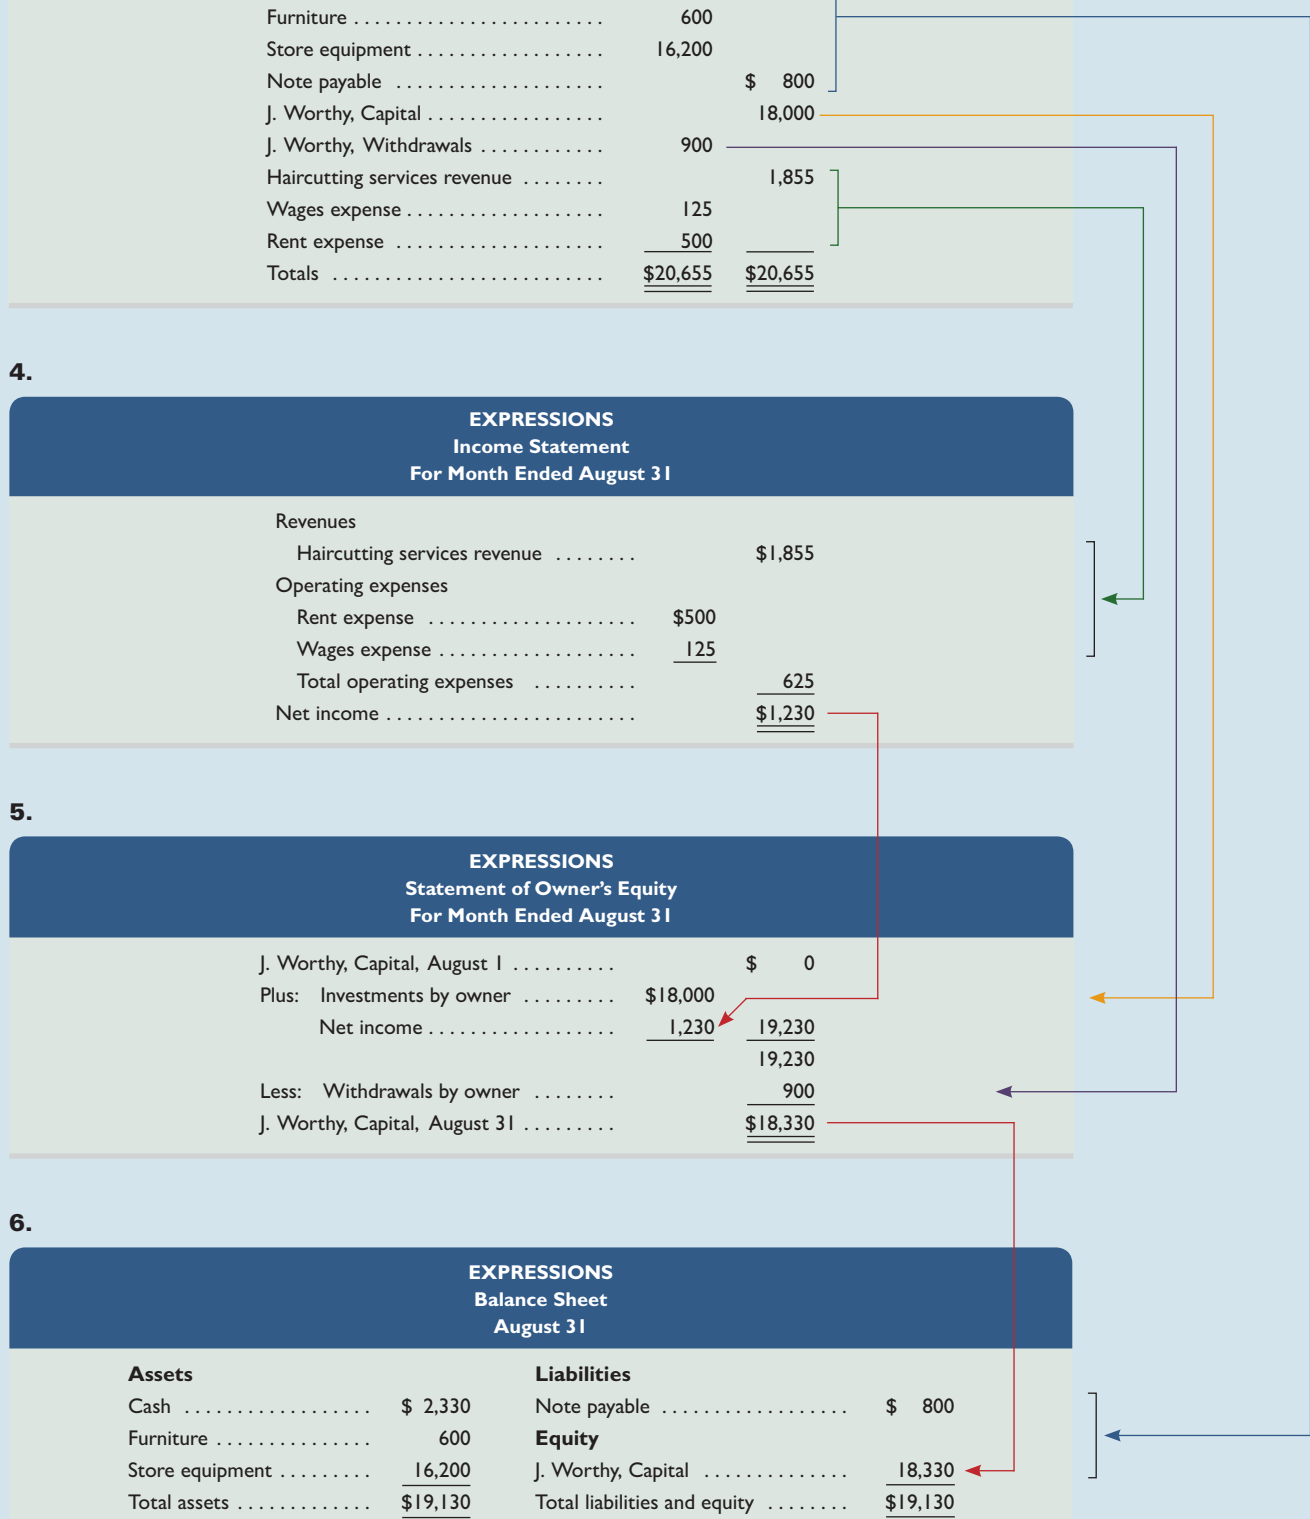 Furniture . . . . . . . . . . . . . . . . . . . . . . . . 600
Store equipment . . . . . . . . . . . . . . . . . . 16,200
Note payable . . . . . . . . . . . . . . . . . . . . $ 800
J. Worthy, Capital . . . . . . . . . . . . . . . . . 18,000
J. Worthy, Withdrawals . . . . . . . . . . . . 900
Haircutting services revenue . . . . . . . . 1,855
Wages expense . . . . . . . . . . . . . . . . . . . 125
Rent expense . . . . . . . . . . . . . . . . . . . . 500
Totals . . . . . . . . . . . . . . . . . . . . . . . . . . $20,655 $20,655
4.
EXPRESSIONS
Income Statement
For Month Ended August 31
Revenues
Haircutting services revenue . . . . . . . . $1,855
Operating expenses
Rent expense . . . . . . . . . . . . . . . . . . . . $500
Wages expense . . . . . . . . . . . . . . . . . . . 125
Total operating expenses . . . . . . . . . . 625
Net income . . . . . . . . . . . . . . . . . . . . . . . . $1,230
5.
EXPRESSIONS
Statement of Owner’s Equity
For Month Ended August 31
J. Worthy, Capital, August 1 . . . . . . . . . . $ 0
Plus: Investments by owner . . . . . . . . . $18,000
Net income . . . . . . . . . . . . . . . . . . 1,230 19,230
19,230
Less: Withdrawals by owner . . . . . . . . 900
J. Worthy, Capital, August 31 . . . . . . . . . $18,330
6.
EXPRESSIONS
Balance Sheet
August 31
Assets Liabilities
Cash . . . . . . . . . . . . . . . . . . $ 2,330 Note payable . . . . . . . . . . . . . . . . . . $ 800
Furniture . . . . . . . . . . . . . . . 600 Equity
Store equipment . . . . . . . . . 16,200 J. Worthy, Capital . . . . . . . . . . . . . . 18,330
Total assets . . . . . . . . . . . . . $19,130 Total liabilities and equity . . . . . . . . $19,130